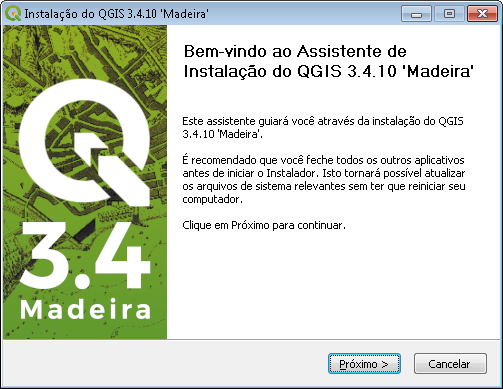 Instalação do QGIS 3.4.10 'Madeira'
Bem-vindo ao Assistente de
Instalação do QGIS 3.4.10 'Madeira'
Este assistente guiará você através da instalação do QGIS
3.4.10 'Madeira'.
É recomendado que você feche todos os outros aplicativos
antes de iniciar o Instalador. Isto tornará possível atualizar
os arquivos de sistema relevantes sem ter que reiniciar seu
computador.
Clique em Próximo para continuar.
3.4
Madeira
Próximo >
Cancelar